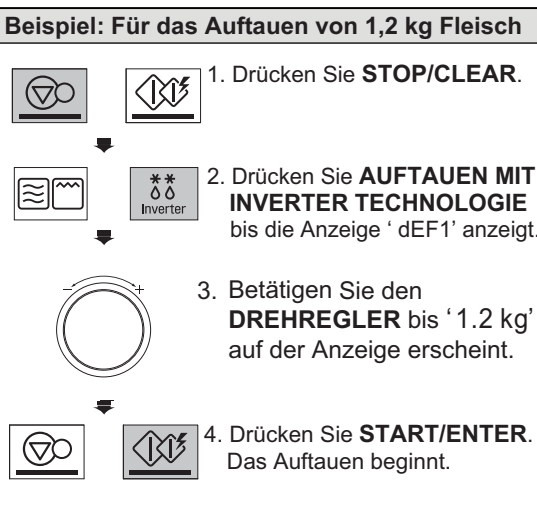 Beispiel: Für das Auftauen von 1,2 kg Fleisch
1. Drücken Sie STOP/CLEAR.
2. Drücken Sie AUFTAUEN MIT
INVERTER TECHNOLOGIE
bis die Anzeige ‘ dEF1’ anzeigt.
Inverter
- +
3. Betätigen Sie den
DREHREGLER bis ‘1.2 kg’
auf der Anzeige erscheint.
4. Drücken Sie START/ENTER.
Das Auftauen beginnt.